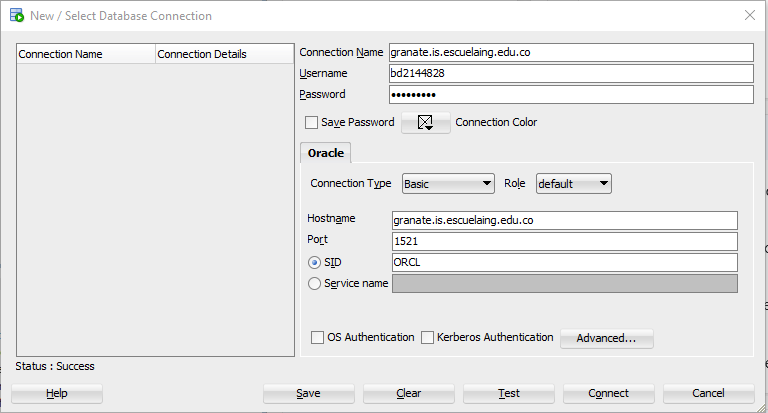 New / Select Database Connection
Connection Name Connection Details
Connection Name granate.is.escuelaing.edu.co
Username bd2144828
Password •••••••••
Save Password Connection Color
Oracle
Connection Type Basic Role default
Hostname granate.is.escuelaing.edu.co
Port 1521
SID ORCL
Service name
OS Authentication Kerberos Authentication Advanced...
Status : Success
Help Save Clear Test Connect Cancel